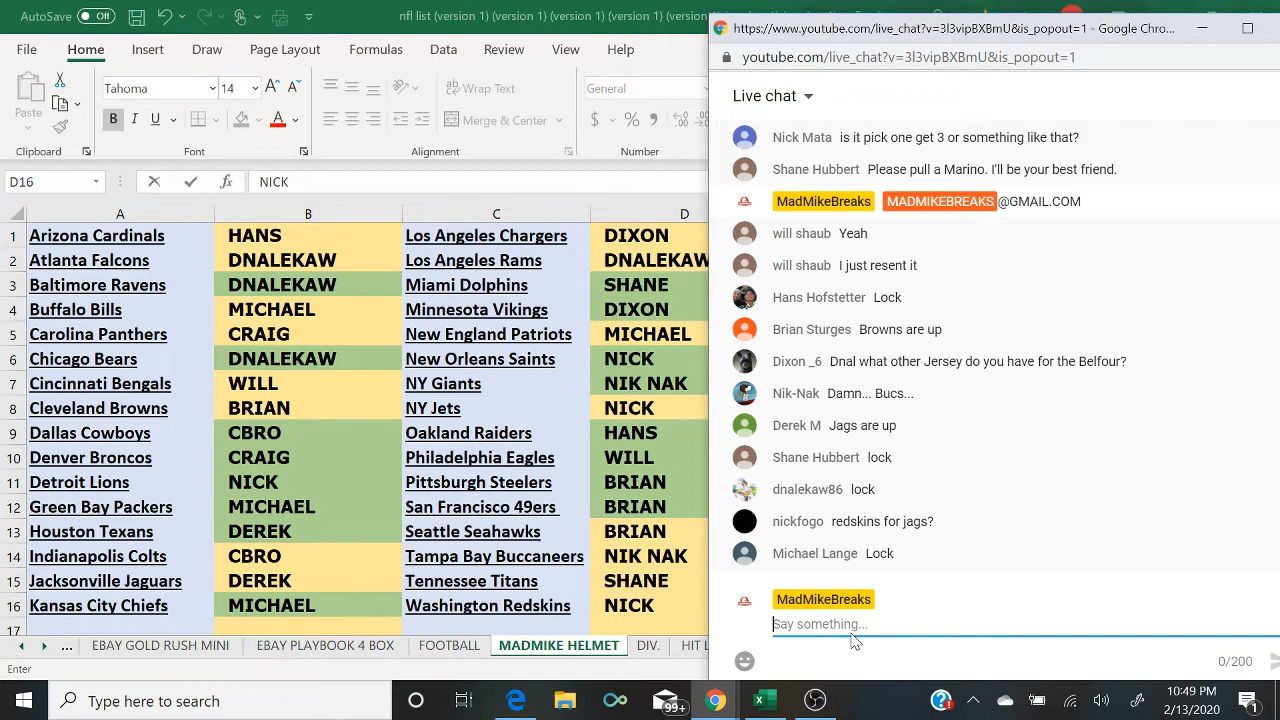 AutoSave Off nfl list (version 1) (version 1) (version 1) (version 1)
https://www.youtube.com/live_chat?v=3l3vipBXBmU&is_popout=1 - Google Chro...
File Home Insert Draw Page Layout Formulas Data Review View Help
youtube.com/live_chat?v=3l3vipBXBmU&is_popout=1
Paste Tahoma 14 A A Wrap Text General
B I U A Merge & Center $ % 9
Clipboard Font Alignment Number
D16 fx NICK
A B C D
1 Arizona Cardinals HANS Los Angeles Chargers DIXON
2 Atlanta Falcons DNALEKAW Los Angeles Rams DNALEKAW
3 Baltimore Ravens DNALEKAW Miami Dolphins SHANE
4 Buffalo Bills MICHAEL Minnesota Vikings DIXON
5 Carolina Panthers CRAIG New England Patriots MICHAEL
6 Chicago Bears DNALEKAW New Orleans Saints NICK
7 Cincinnati Bengals WILL NY Giants NIK NAK
8 Cleveland Browns BRIAN NY Jets NICK
9 Dallas Cowboys CBRO Oakland Raiders HANS
10 Denver Broncos CRAIG Philadelphia Eagles WILL
11 Detroit Lions NICK Pittsburgh Steelers BRIAN
12 Green Bay Packers MICHAEL San Francisco 49ers BRIAN
13 Houston Texans DEREK Seattle Seahawks BRIAN
14 Indianapolis Colts CBRO Tampa Bay Buccaneers NIK NAK
15 Jacksonville Jaguars DEREK Tennessee Titans SHANE
16 Kansas City Chiefs MICHAEL Washington Redskins NICK
17
... EBAY GOLD RUSH MINI EBAY PLAYBOOK 4 BOX FOOTBALL MADMIKE HELMET DIV. HIT L
Enter
Live chat
Nick Mata is it pick one get 3 or something like that?
Shane Hubbert Please pull a Marino. I'll be your best friend.
MadMikeBreaks MADMIKEBREAKS@GMAIL.COM
will shaub Yeah
will shaub I just resent it
Hans Hofstetter Lock
Brian Sturges Browns are up
Dixon _6 Dnal what other Jersey do you have for the Belfour?
Nik-Nak Damn... Bucs...
Derek M Jags are up
Shane Hubbert lock
dnalekaw86 lock
nickfogo redskins for jags?
Michael Lange Lock
MadMikeBreaks
Say something...
0/200
Type here to search
99+
10:49 PM
2/13/2020
1